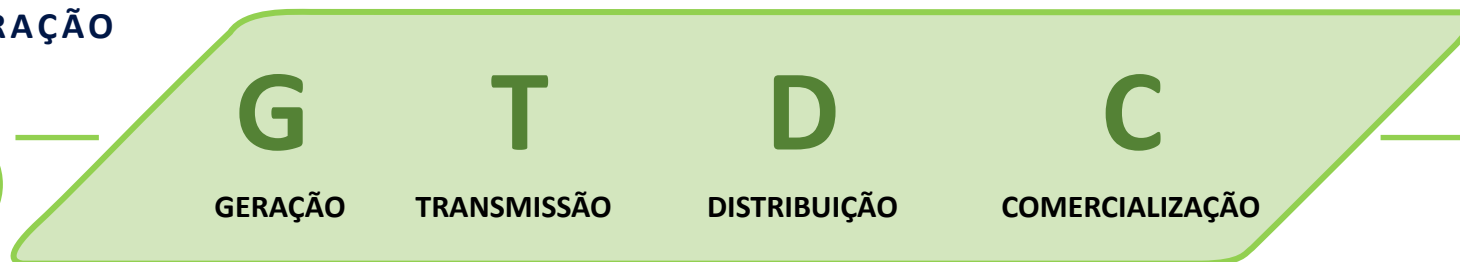 RAÇÃO
G T D C
GERAÇÃO TRANSMISSÃO DISTRIBUIÇÃO COMERCIALIZAÇÃO